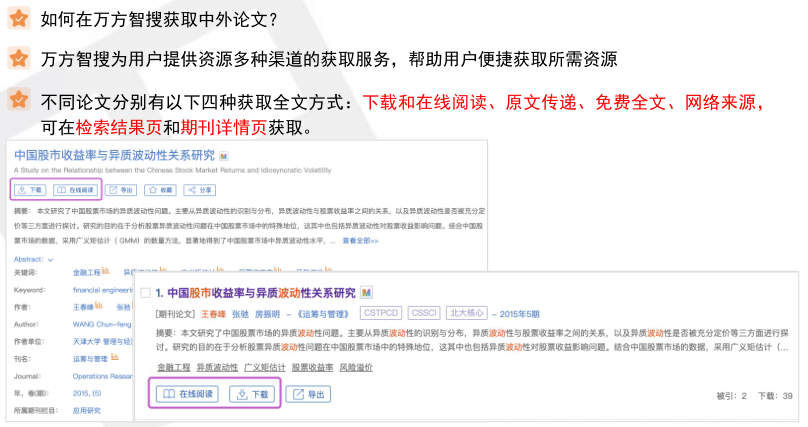 如何在万方智搜获取中外论文？
万方智搜为用户提供资源多种渠道的获取服务，帮助用户便捷获取所需资源
不同论文分别有以下四种获取全文方式：下载和在线阅读、原文传递、免费全文、网络来源，
可在检索结果页和期刊详情页获取。
中国股市收益率与异质波动性关系研究 M
A Study on the Relationship between the Chinese Stock Market Returns and Idiosyncratic Volatility
下载 在线阅读 导出 收藏 分享
摘要： 本文研究了中国股票市场的异质波动性问题。主要从异质波动性的识别与分布，异质波动性与股票收益率之间的关系，以及异质波动性是否被充分定
价等三方面进行探讨。研究的目的在于分析股票异质波动性问题在中国股票市场中的特殊地位，这其中也包括异质波动性对股票收益影响问题。结合中国股
票市场的数据，采用广义矩估计（ GMM）的数量方法，显著地得到了中国股票市场中异质波动性水平，... 查看全部>>
Abstract：
关键词： 金融工程
Keyword： financial engineeri
作者： 王春峰 张驰
Author： WANG Chun-feng
作者单位： 天津大学 管理与经
刊名： 运筹与管理
Journal： Operations Resear
年，卷(期)： 2015, (5)
所属期刊栏目： 应用研究
1. 中国股市收益率与异质波动性关系研究 M
[期刊论文] 王春峰 张驰 房振明 - 《运筹与管理》 CSTPCD CSSCI 北大核心 - 2015年5期
摘要：本文研究了中国股票市场的异质波动性问题。主要从异质波动性的识别与分布，异质波动性与股票收益率之间的关系，以及异质波动性是否被充分定价等三方面进行探
讨。研究的目的在于分析股票异质波动性问题在中国股票市场中的特殊地位，这其中也包括异质波动性对股票收益影响问题。结合中国股票市场的数据，采用广义矩估计（...
金融工程 异质波动性 广义矩估计 股票收益率 风险溢价
在线阅读 下载 导出
被引：2 下载：39